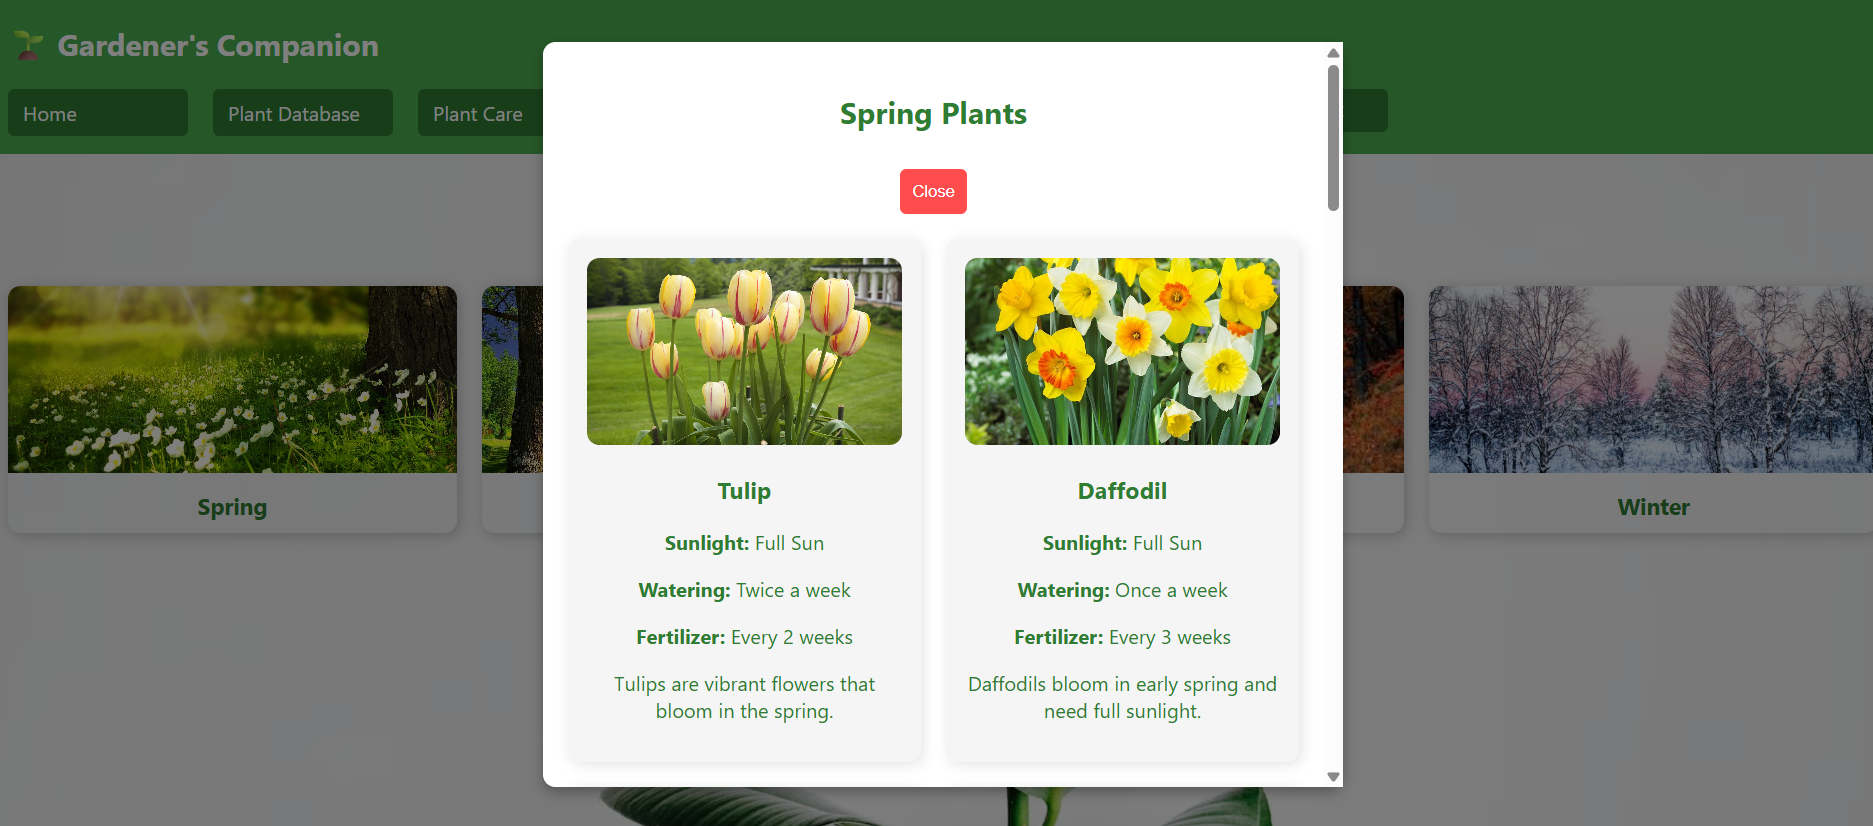 Gardener's Companion
Home
Plant Database
Plant Care
Spring Plants
Close
Tulip
Sunlight: Full Sun
Watering: Twice a week
Fertilizer: Every 2 weeks
Tulips are vibrant flowers that
bloom in the spring.
Daffodil
Sunlight: Full Sun
Watering: Once a week
Fertilizer: Every 3 weeks
Daffodils bloom in early spring and
need full sunlight.
Spring
Winter